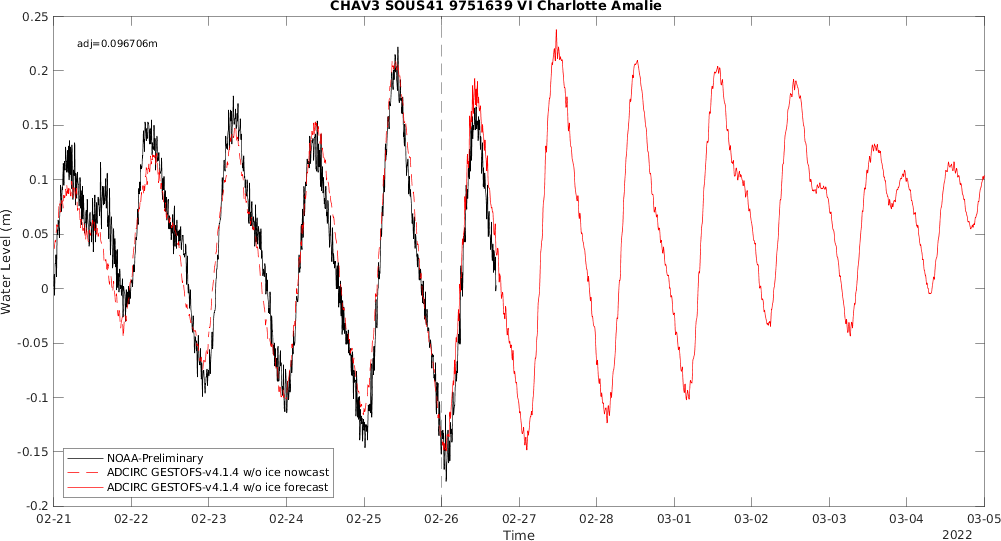 CHAV3 SOUS41 9751639 VI Charlotte Amalie
adj=0.096706m
0.25
0.2
0.15
0.1
0.05
0
-0.05
-0.1
-0.15
-0.2
Water Level (m)
NOAA-Preliminary
ADCIRC GESTOFS-v4.1.4 w/o ice nowcast
ADCIRC GESTOFS-v4.1.4 w/o ice forecast
02-21 02-22 02-23 02-24 02-25 02-26 02-27 02-28 03-01 03-02 03-03 03-04 03-05
Time
2022